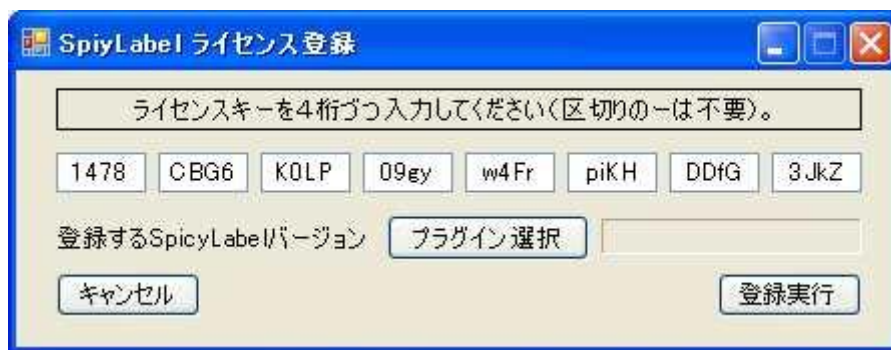 SpiyLabel ライセンス登録
ライセンスキーを4桁づつ入力してください(区切りのーは不要)。
1478 CBG6 K0LP 09gy w4Fr piKH DDfG 3JkZ
登録するSpicyLabelバージョン プラグイン選択
キャンセル 登録実行